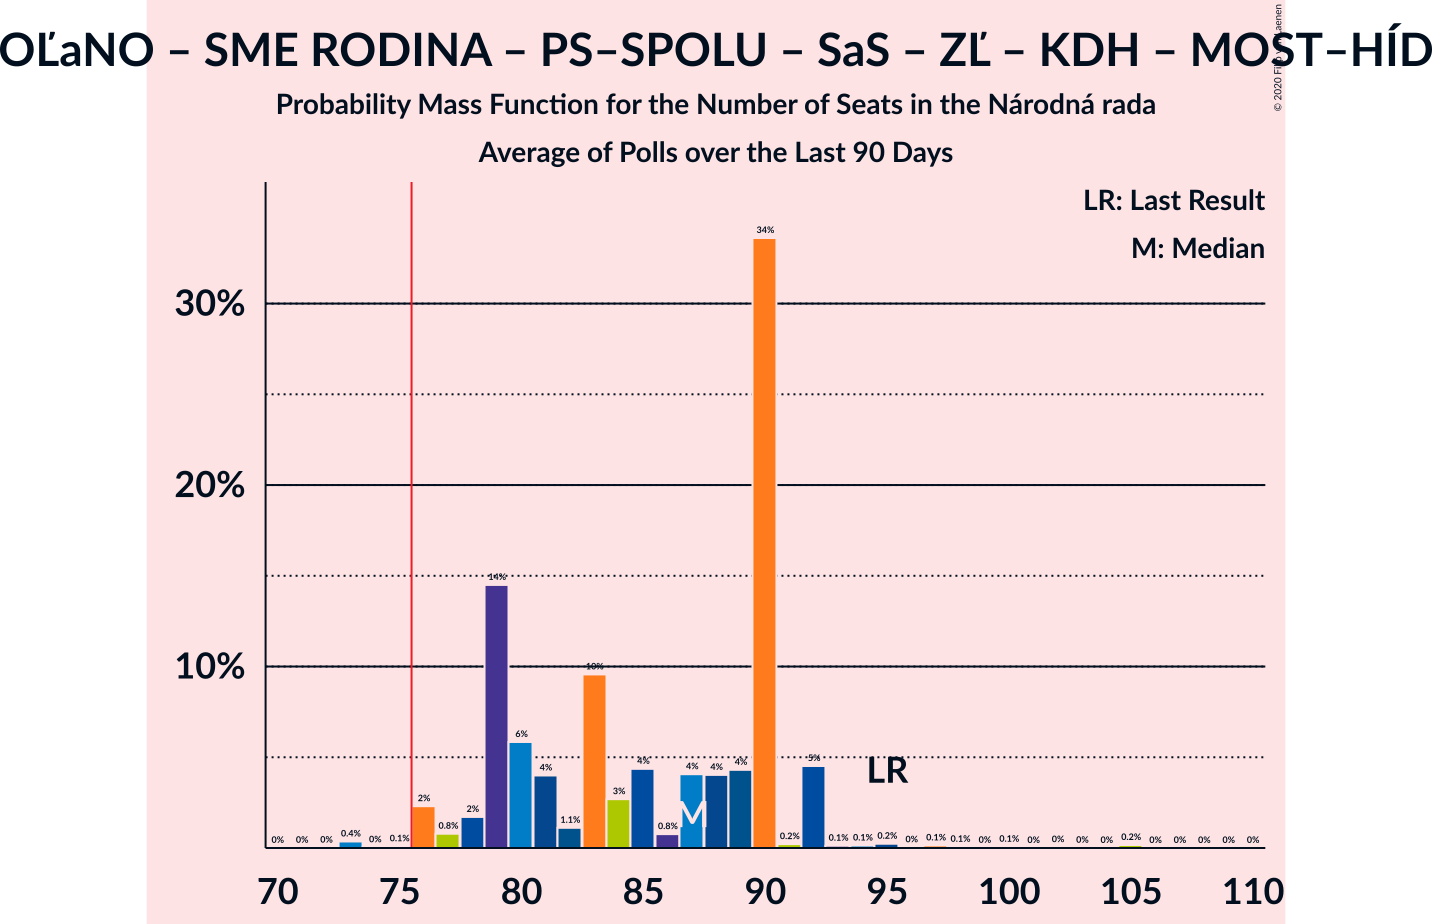 OĽaNO – SME RODINA – PS–SPOLU – SaS – ZĽ – KDH – MOST–HÍD
Probability Mass Function for the Number of Seats in the Národná rada
Average of Polls over the Last 90 Days
LR: Last Result
M: Median
34%
30%
20%
14%
10%
10%
6%
5%
4%
4%
4%
4%
4%
LR
2%
3%
M
2%
1.1%
0.8%
0.8%
0% 0% 0% 0.4% 0% 0.1%
0.2% 0.1% 0.1% 0.2% 0% 0.1% 0.1% 0% 0.1% 0% 0% 0% 0% 0.2% 0% 0% 0% 0% 0%
70 75 80 85 90 95 100 105 110